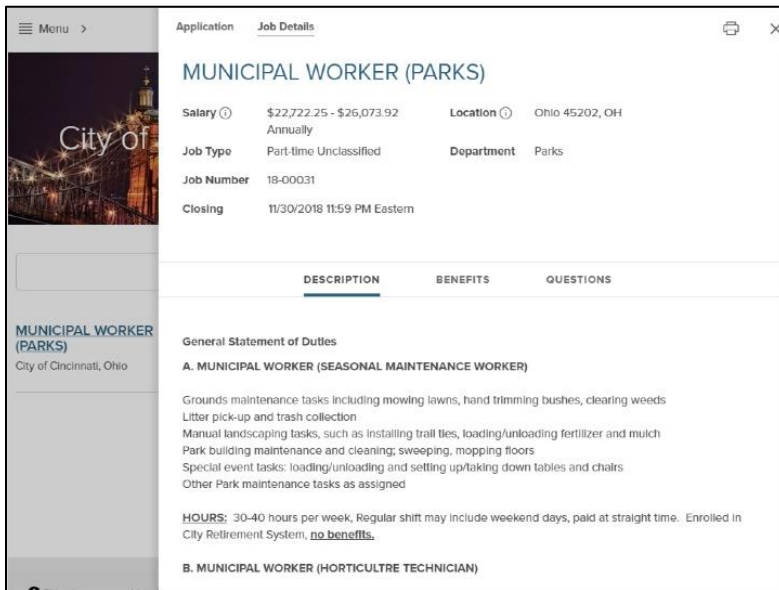 Menu >
Application Job Details
MUNICIPAL WORKER (PARKS)
Salary $22,722.25 - $26,073.92 Annually
Location Ohio 45202, OH
Job Type Part-time Unclassified
Department Parks
Job Number 18-00031
Closing 11/30/2018 11:59 PM Eastern
City of
MUNICIPAL WORKER
(PARKS)
City of Cincinnati, Ohio
DESCRIPTION BENEFITS QUESTIONS
General Statement of Duties
A. MUNICIPAL WORKER (SEASONAL MAINTENANCE WORKER)
Grounds maintenance tasks including mowing lawns, hand trimming bushes, clearing weeds
Litter pick-up and trash collection
Manual landscaping tasks, such as installing trail ties, loading/unloading fertilizer and mulch
Park building maintenance and cleaning; sweeping, mopping floors
Special event tasks: loading/unloading and setting up/taking down tables and chairs
Other Park maintenance tasks as assigned
HOURS: 30-40 hours per week, Regular shift may include weekend days, paid at straight time. Enrolled in
City Retirement System, no benefits.
B. MUNICIPAL WORKER (HORTICULTRE TECHNICIAN)